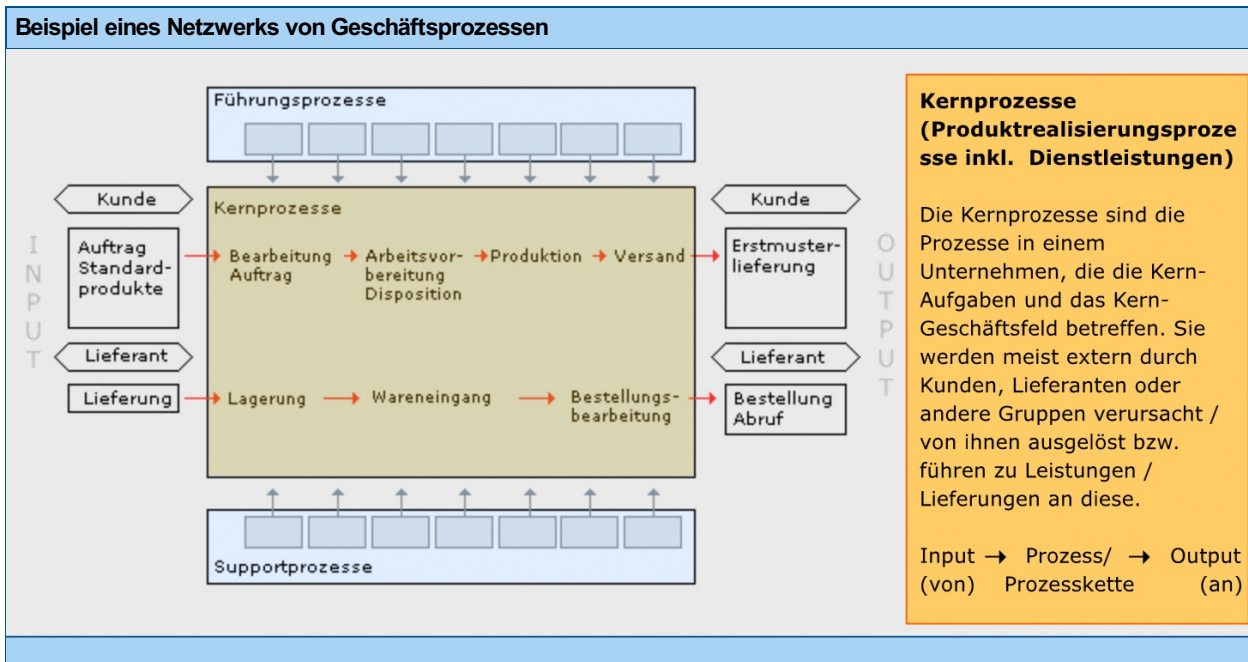 Beispiel eines Netzwerks von Geschäftsprozessen
Führungsprozesse
INPUT
Kunde
Auftrag
Standard-
produkte
Lieferant
Lieferung
Kernprozesse
Bearbeitung
Auftrag
Arbeitsvor-
bereitung
Disposition
Produktion
Versand
Lagerung
Wareneingang
Bestellungs-
bearbeitung
Kunde
Erstmuster-
lieferung
Lieferant
Bestellung
Abruf
OUTPUT
Supportprozesse
Kernprozesse
(Produktrealisierungsproze
sse inkl. Dienstleistungen)
Die Kernprozesse sind die
Prozesse in einem
Unternehmen, die die Kern-
Aufgaben und das Kern-
Geschäftsfeld betreffen. Sie
werden meist extern durch
Kunden, Lieferanten oder
andere Gruppen verursacht /
von ihnen ausgelöst bzw.
führen zu Leistungen /
Lieferungen an diese.
Input → Prozess/ → Output
(von) Prozesskette (an)